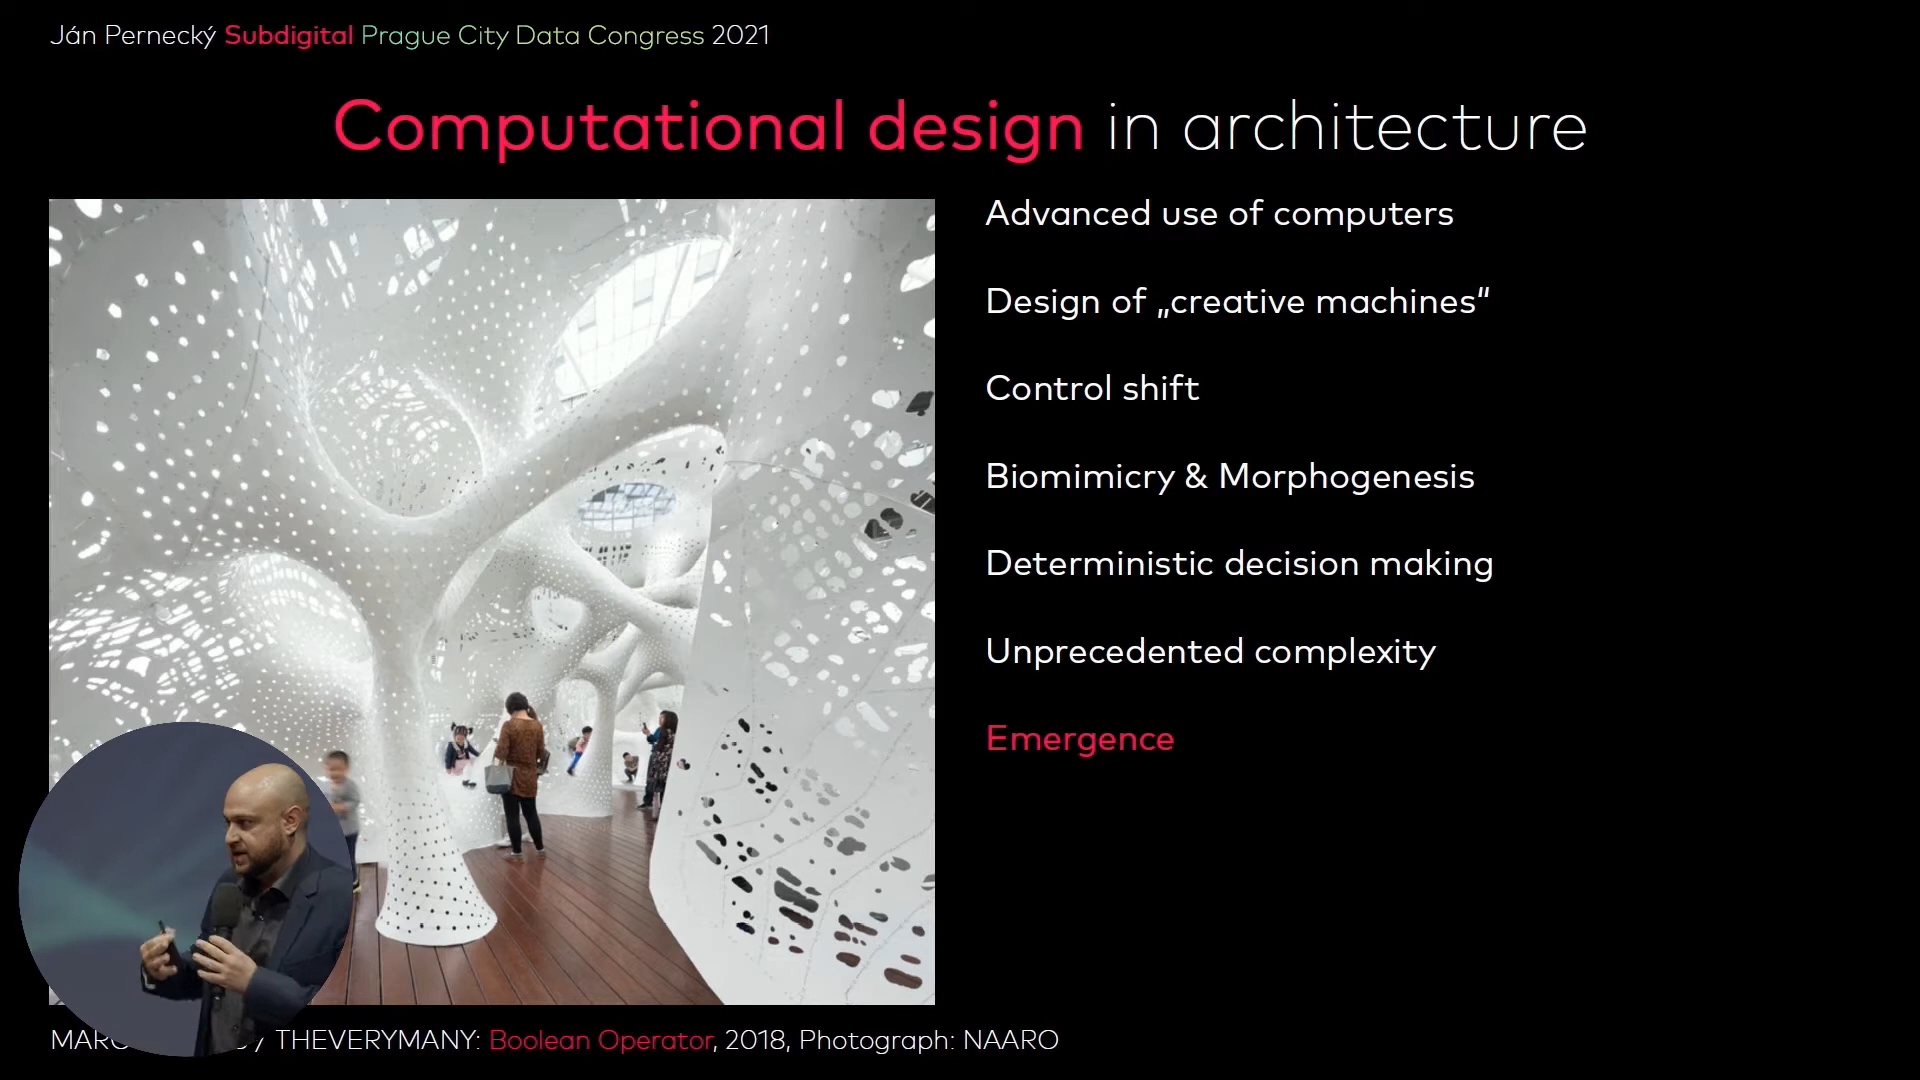 Ján Pernecký Subdigital Prague City Data Congress 2021
Computational design in architecture
Advanced use of computers
Design of „creative machines“
Control shift
Biomimicry & Morphogenesis
Deterministic decision making
Unprecedented complexity
Emergence
THEVERYMANY: Boolean Operator, 2018, Photograph: NAARO